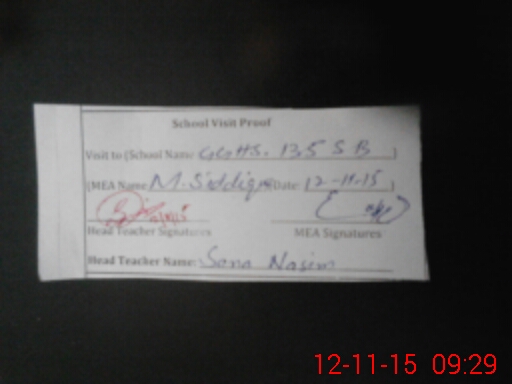 School Visit Proof
Visit to (School Name GGHS. 135 SB )
(MEA Name M. Siddique Date: 12-11-15 )
Head Teacher Signatures MEA Signatures
Head Teacher Name: Sana Nasim
12-11-15 09:29